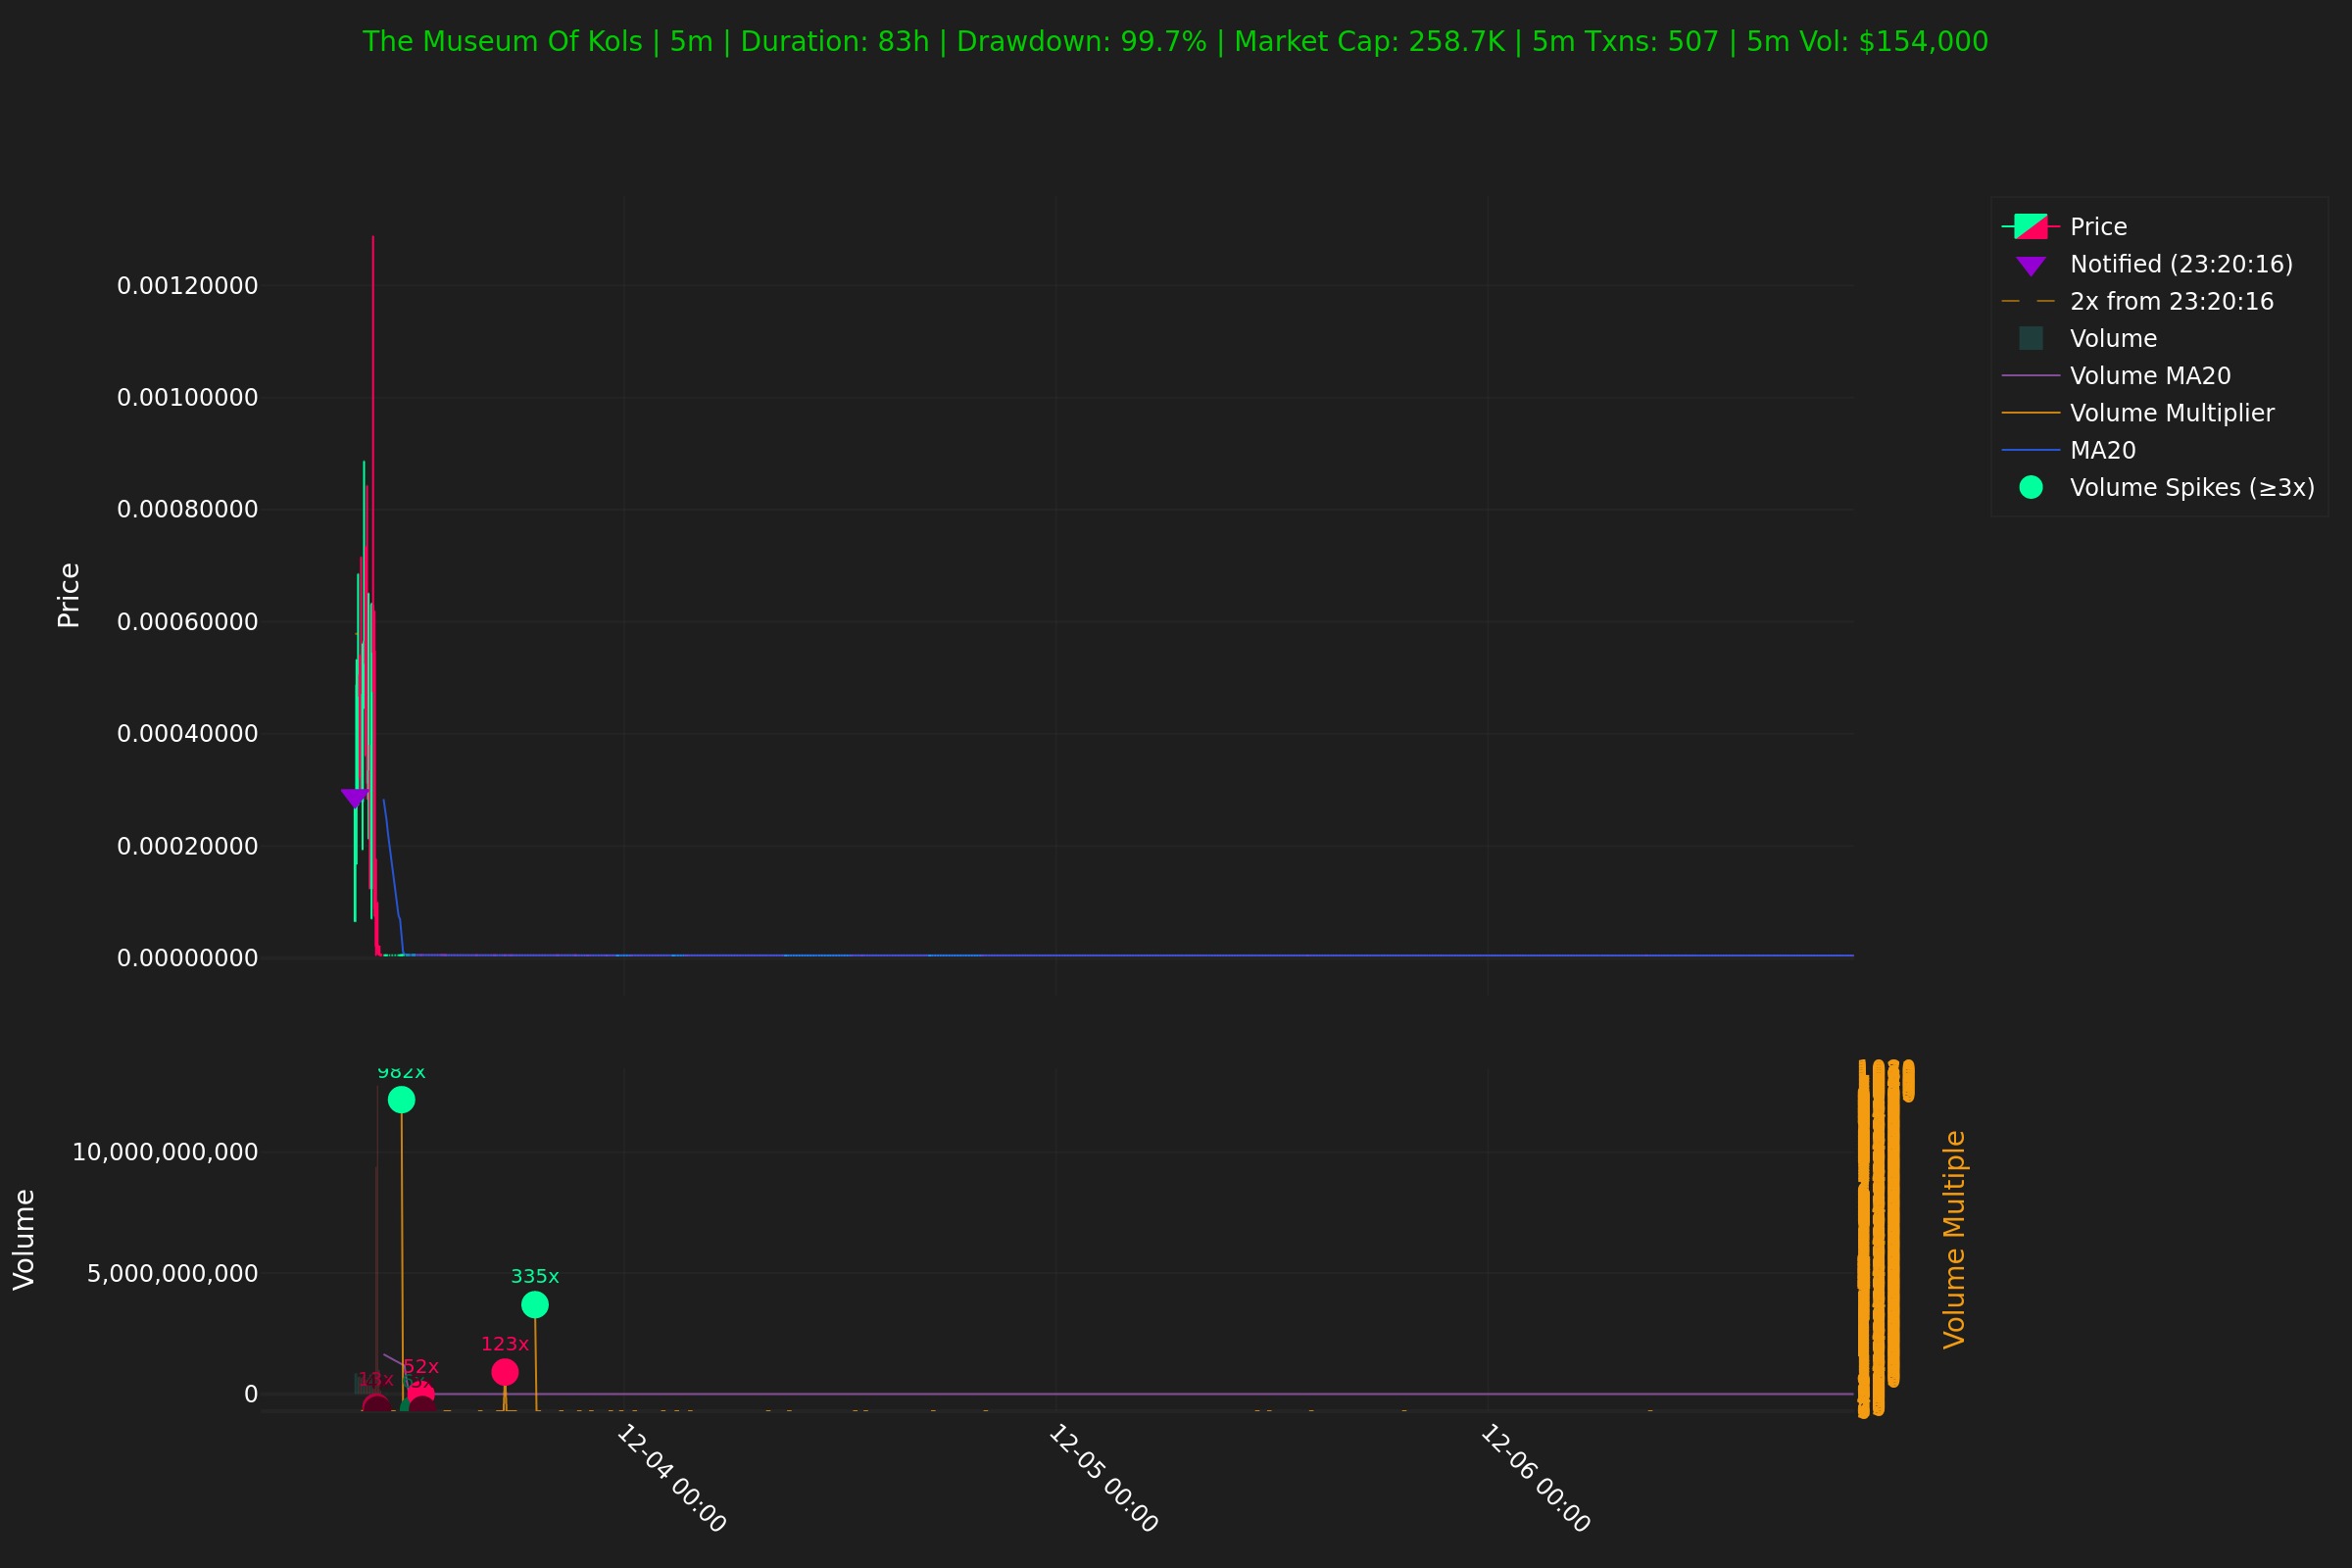 The Museum Of Kols | 5m | Duration: 83h | Drawdown: 99.7% | Market Cap: 258.7K | 5m Txns: 507 | 5m Vol: $154,000
Price
0.00120000
0.00100000
0.00080000
0.00060000
0.00040000
0.00020000
0.00000000
Price
Notified (23:20:16)
2x from 23:20:16
Volume
Volume MA20
Volume Multiplier
MA20
Volume Spikes (≥3x)
Volume
10,000,000,000
5,000,000,000
0
982x
335x
123x
52x
13x
Volume Multiple
12-04 00:00
12-05 00:00
12-06 00:00